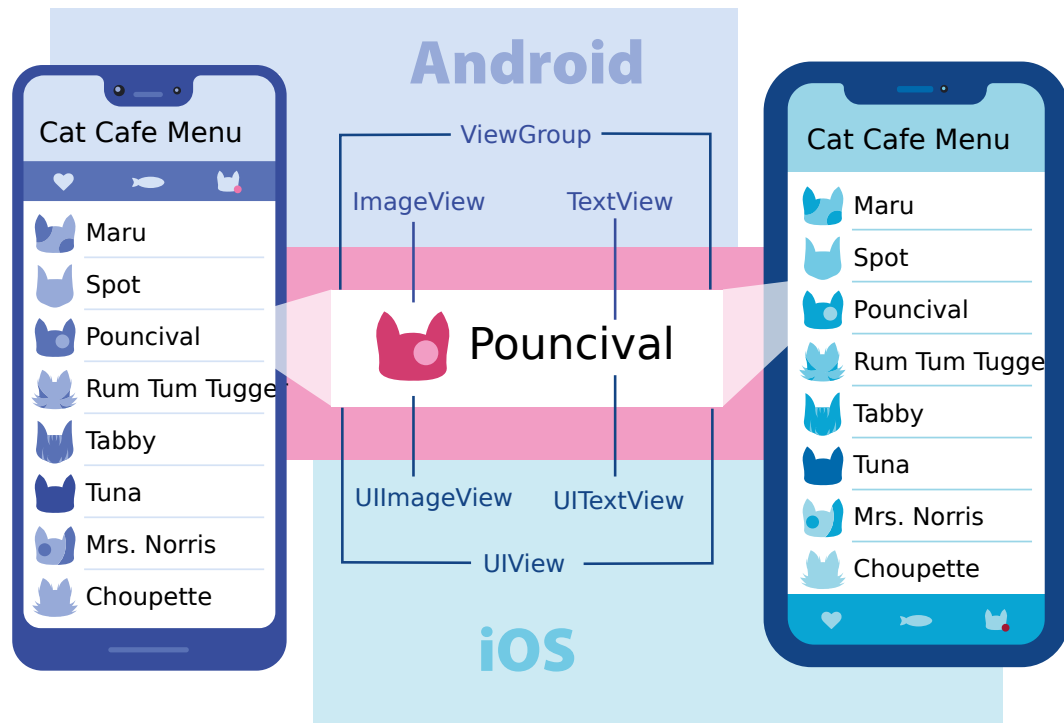 Android
Cat Cafe Menu
Maru
Spot
Pouncival
Rum Tum Tugger
Tabby
Tuna
Mrs. Norris
Choupette
ViewGroup
ImageView
TextView
Pouncival
UIImageView
UITextView
UIView
iOS
Cat Cafe Menu
Maru
Spot
Pouncival
Rum Tum Tugge
Tabby
Tuna
Mrs. Norris
Choupette